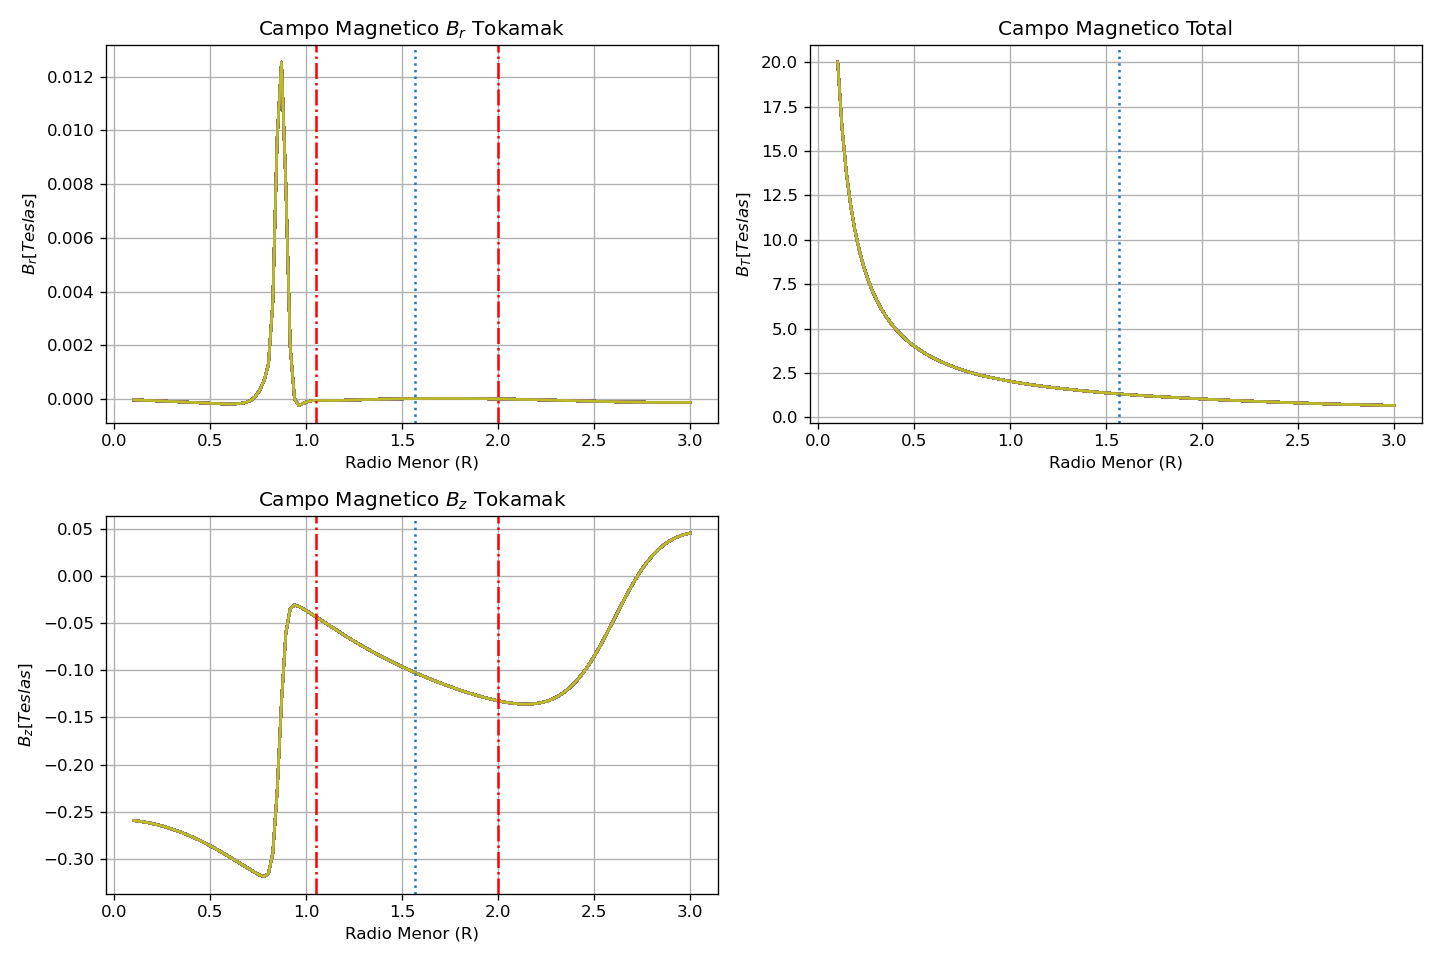 Campo Magnetico B_r Tokamak
B_r[Teslas]
0.012
0.010
0.008
0.006
0.004
0.002
0.000
0.0 0.5 1.0 1.5 2.0 2.5 3.0
Radio Menor (R)
Campo Magnetico Total
B_T[Teslas]
20.0
17.5
15.0
12.5
10.0
7.5
5.0
2.5
0.0
0.0 0.5 1.0 1.5 2.0 2.5 3.0
Radio Menor (R)
Campo Magnetico B_z Tokamak
B_z[Teslas]
0.05
0.00
−0.05
−0.10
−0.15
−0.20
−0.25
−0.30
0.0 0.5 1.0 1.5 2.0 2.5 3.0
Radio Menor (R)